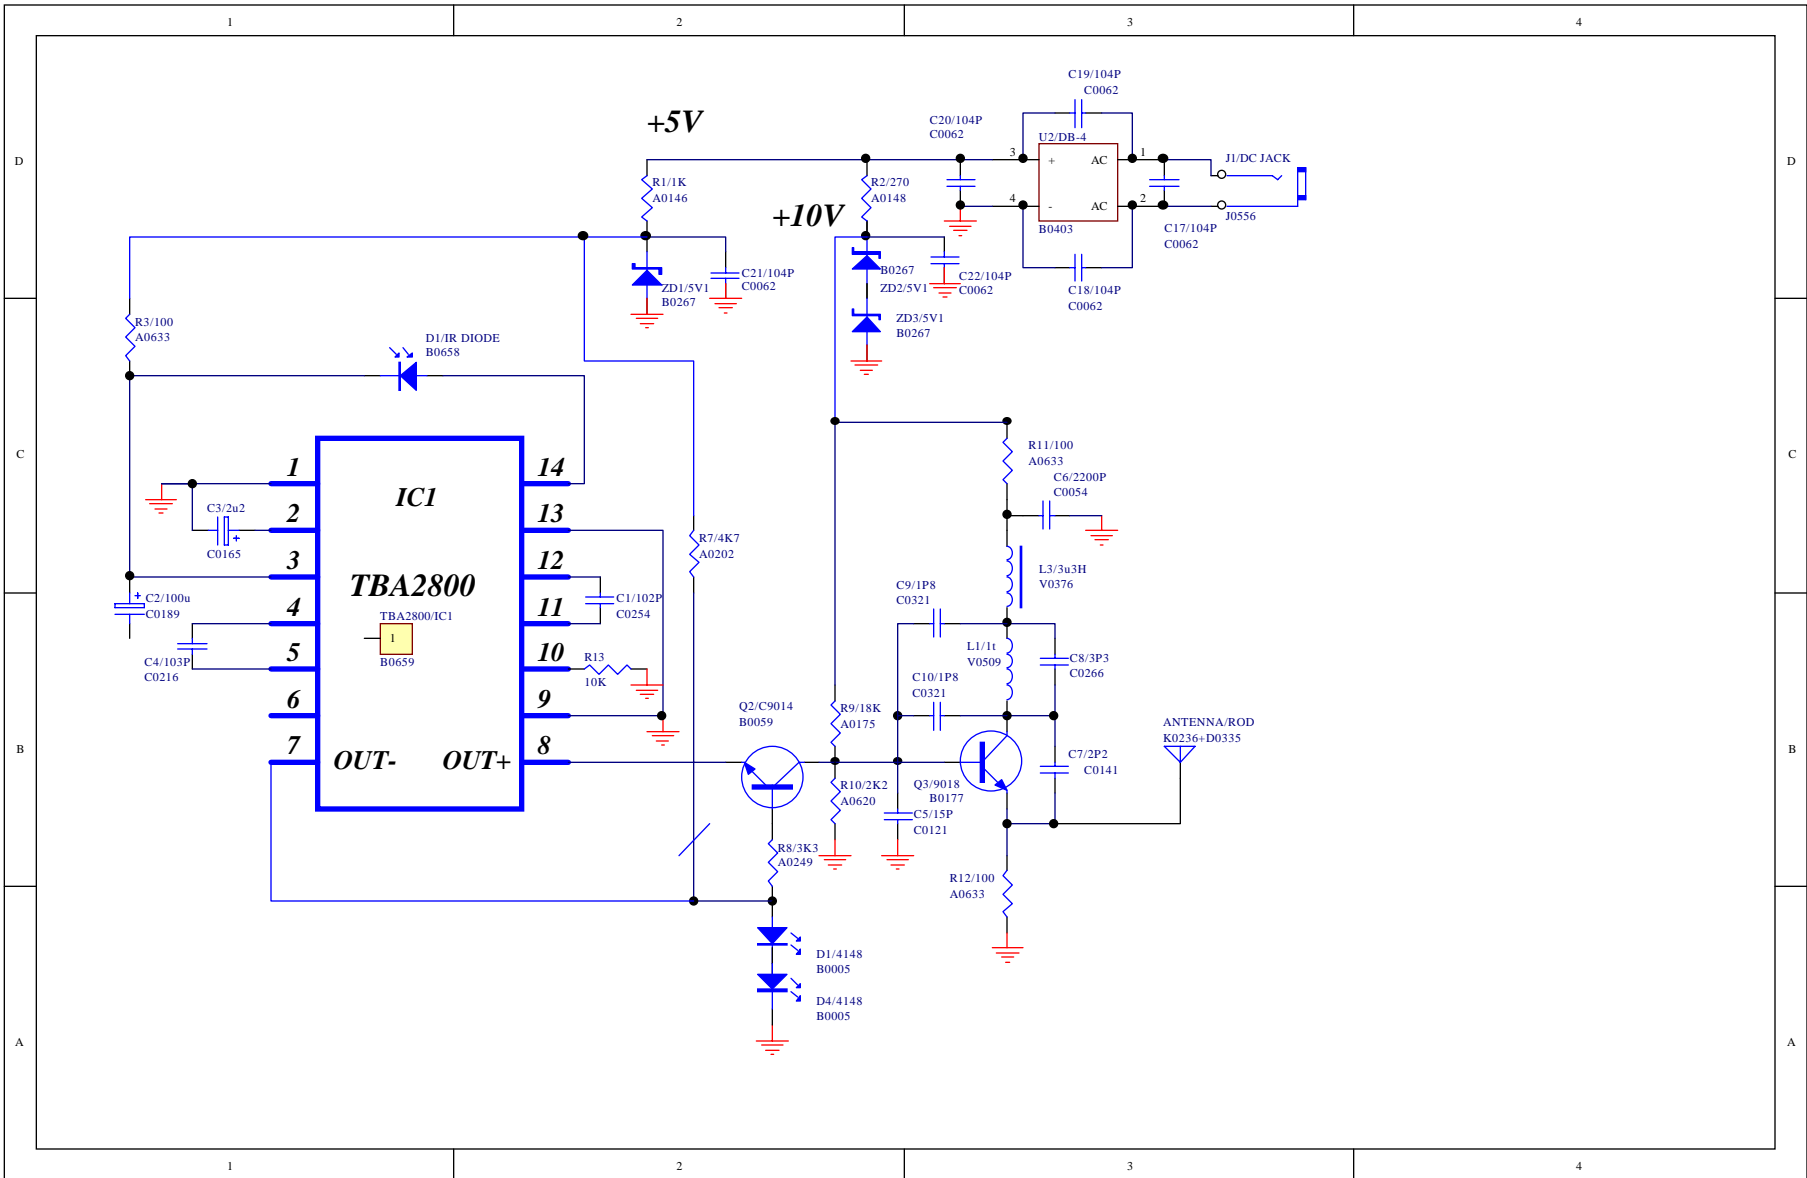 1
2
3
4
D
D
C
C
B
B
A
A
+5V
+10V
C19/104P
C0062
C20/104P
C0062
U2/DB-4
3
+
AC
1
4
-
AC
2
B0403
J1/DC JACK
J0556
C17/104P
C0062
C18/104P
C0062
R1/1K
A0146
R2/270
A0148
ZD1/5V1
B0267
C21/104P
C0062
B0267
ZD2/5V1
C22/104P
C0062
ZD3/5V1
B0267
R3/100
A0633
D1/IR DIODE
B0658
1
2
3
4
5
6
7
14
13
12
11
10
9
8
IC1
TBA2800
TBA2800/IC1
1
B0659
OUT-
OUT+
C3/2u2
+
C0165
+
C2/100u
C0189
C4/103P
C0216
C1/102P
C0254
R13
10K
R7/4K7
A0202
R11/100
A0633
C6/2200P
C0054
L3/3u3H
V0376
C9/1P8
C0321
L1/1t
V0509
C8/3P3
C0266
C10/1P8
C0321
Q2/C9014
B0059
R9/18K
A0175
C7/2P2
C0141
ANTENNA/ROD
K0236+D0335
R10/2K2
A0620
Q3/9018
B0177
C5/15P
C0121
R8/3K3
A0249
R12/100
A0633
D1/4148
B0005
D4/4148
B0005
1
2
3
4